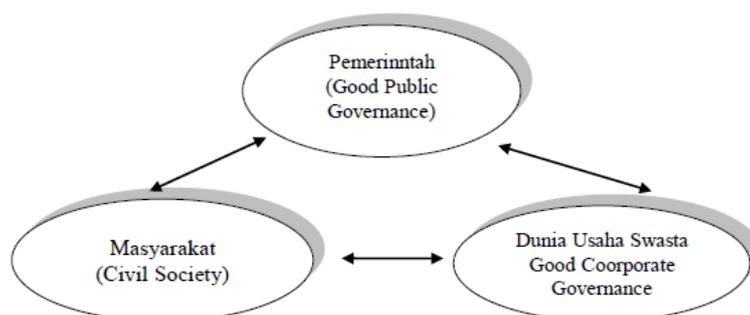 Pemerinntah
(Good Public
Governance)
Masyarakat
(Civil Society)
Dunia Usaha Swasta
Good Coorporate
Governance